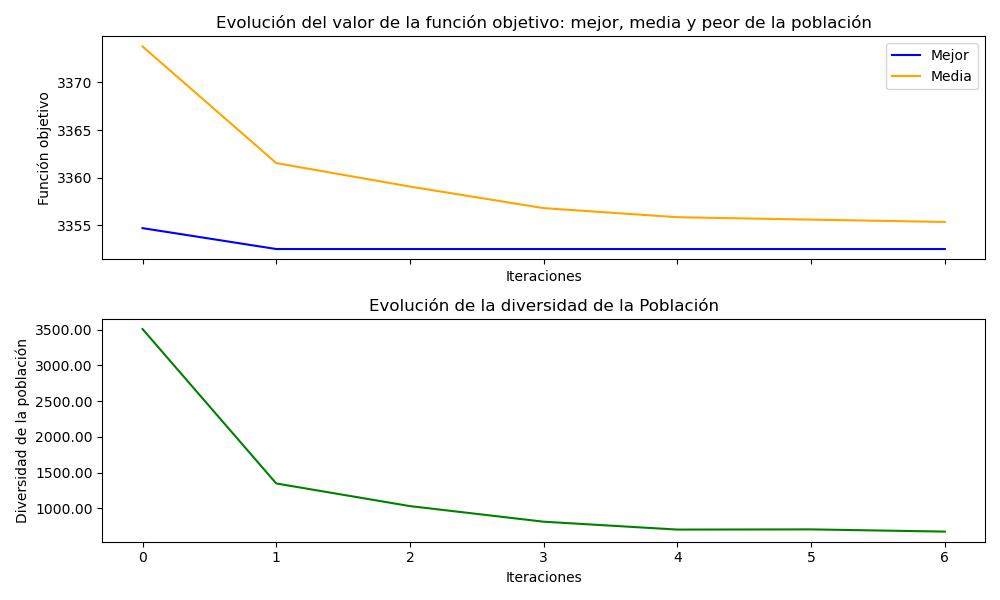 Evolución del valor de la función objetivo: mejor, media y peor de la población
Mejor
Media
3370
3365
3360
3355
Función objetivo
Iteraciones
Evolución de la diversidad de la Población
3500.00
3000.00
2500.00
2000.00
1500.00
1000.00
Diversidad de la población
0 1 2 3 4 5 6
Iteraciones